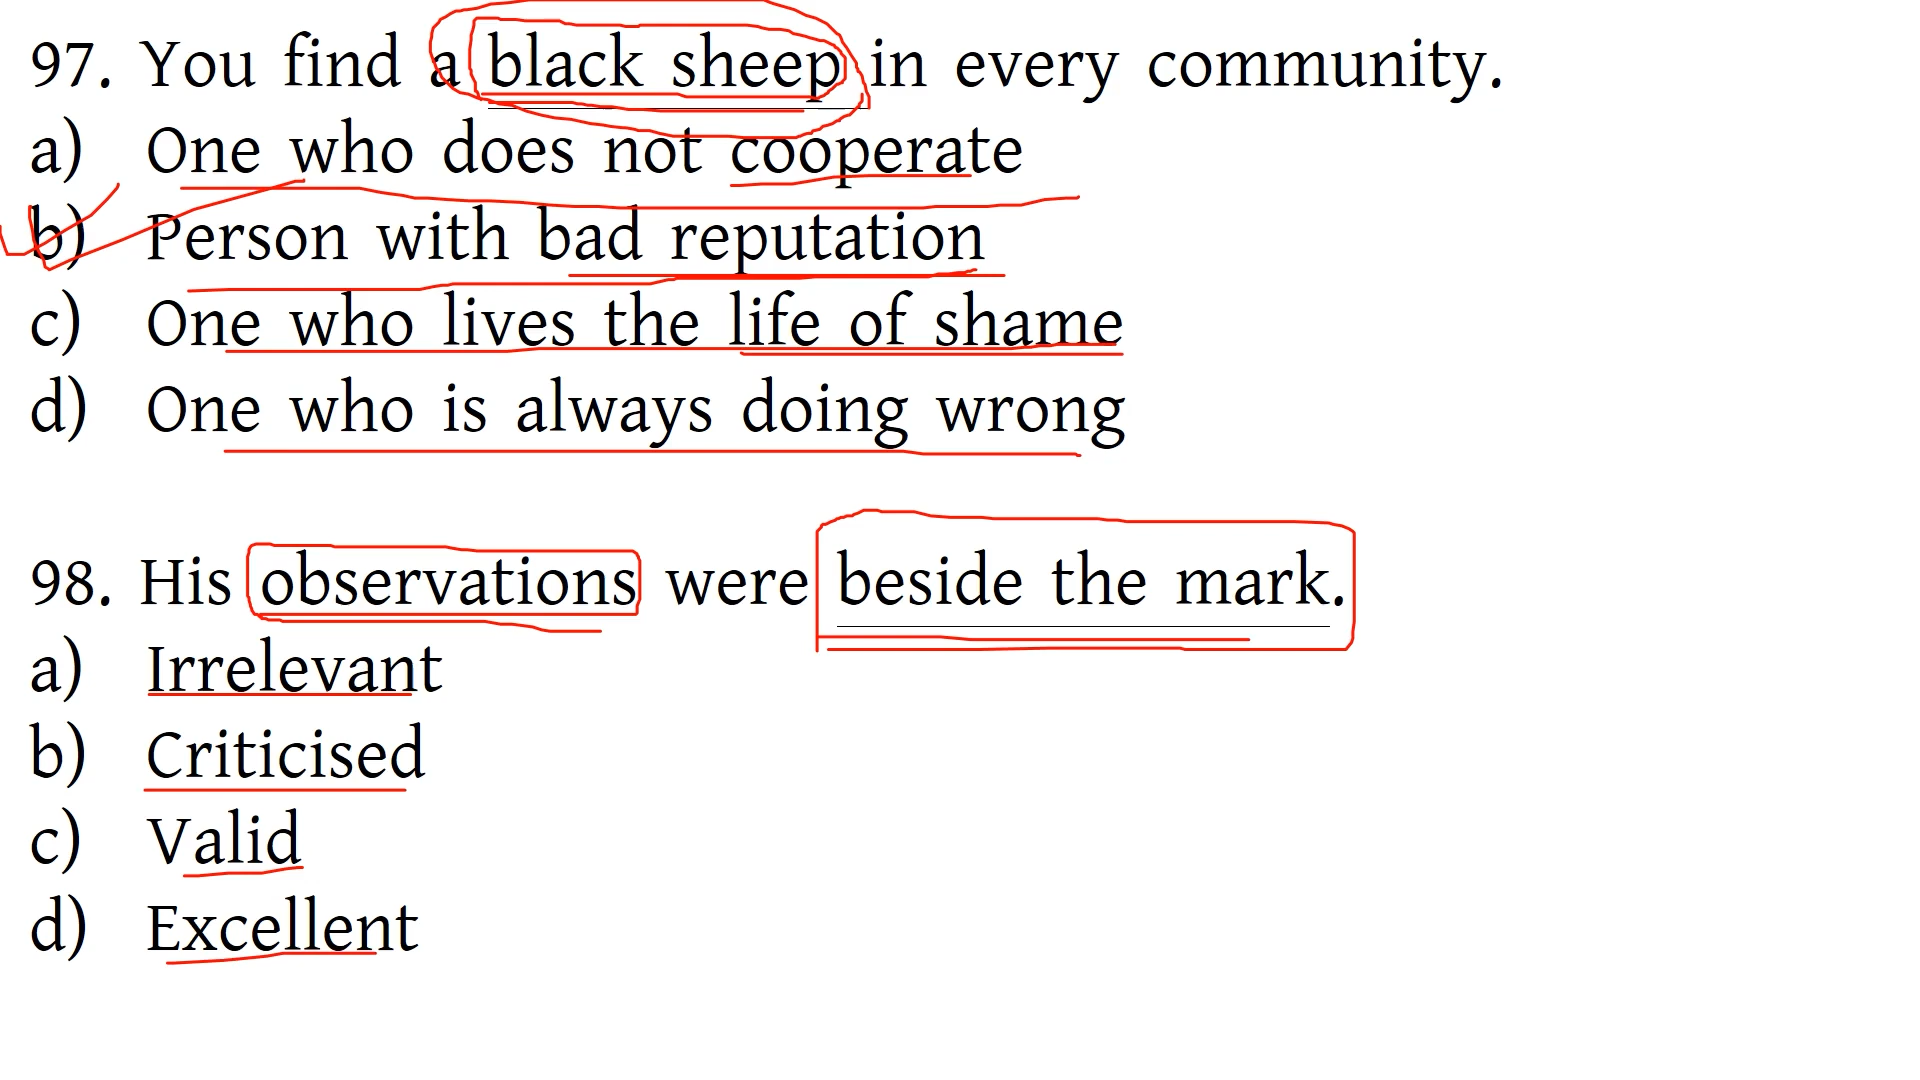 97. You find a black sheep in every community.
a) One who does not cooperate
b) Person with bad reputation
c) One who lives the life of shame
d) One who is always doing wrong
98. His observations were beside the mark.
a) Irrelevant
b) Criticised
c) Valid
d) Excellent